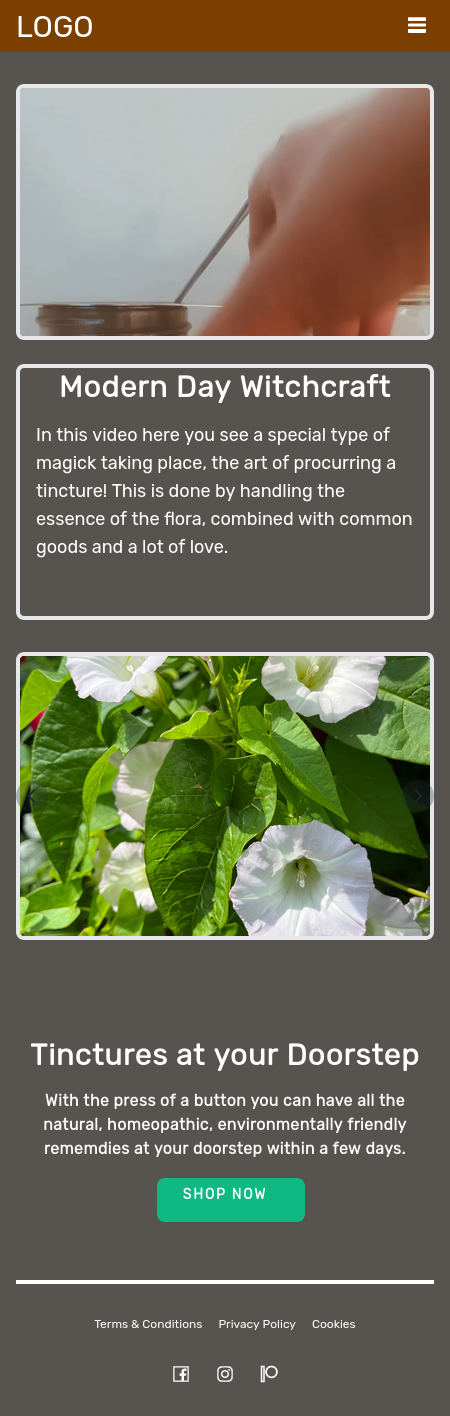 LOGO
Modern Day Witchcraft
In this video here you see a special type of
magick taking place, the art of procurring a
tincture! This is done by handling the
essence of the flora, combined with common
goods and a lot of love.
Tinctures at your Doorstep
With the press of a button you can have all the
natural, homeopathic, environmentally friendly
rememdies at your doorstep within a few days.
SHOP NOW
Terms & Conditions Privacy Policy Cookies